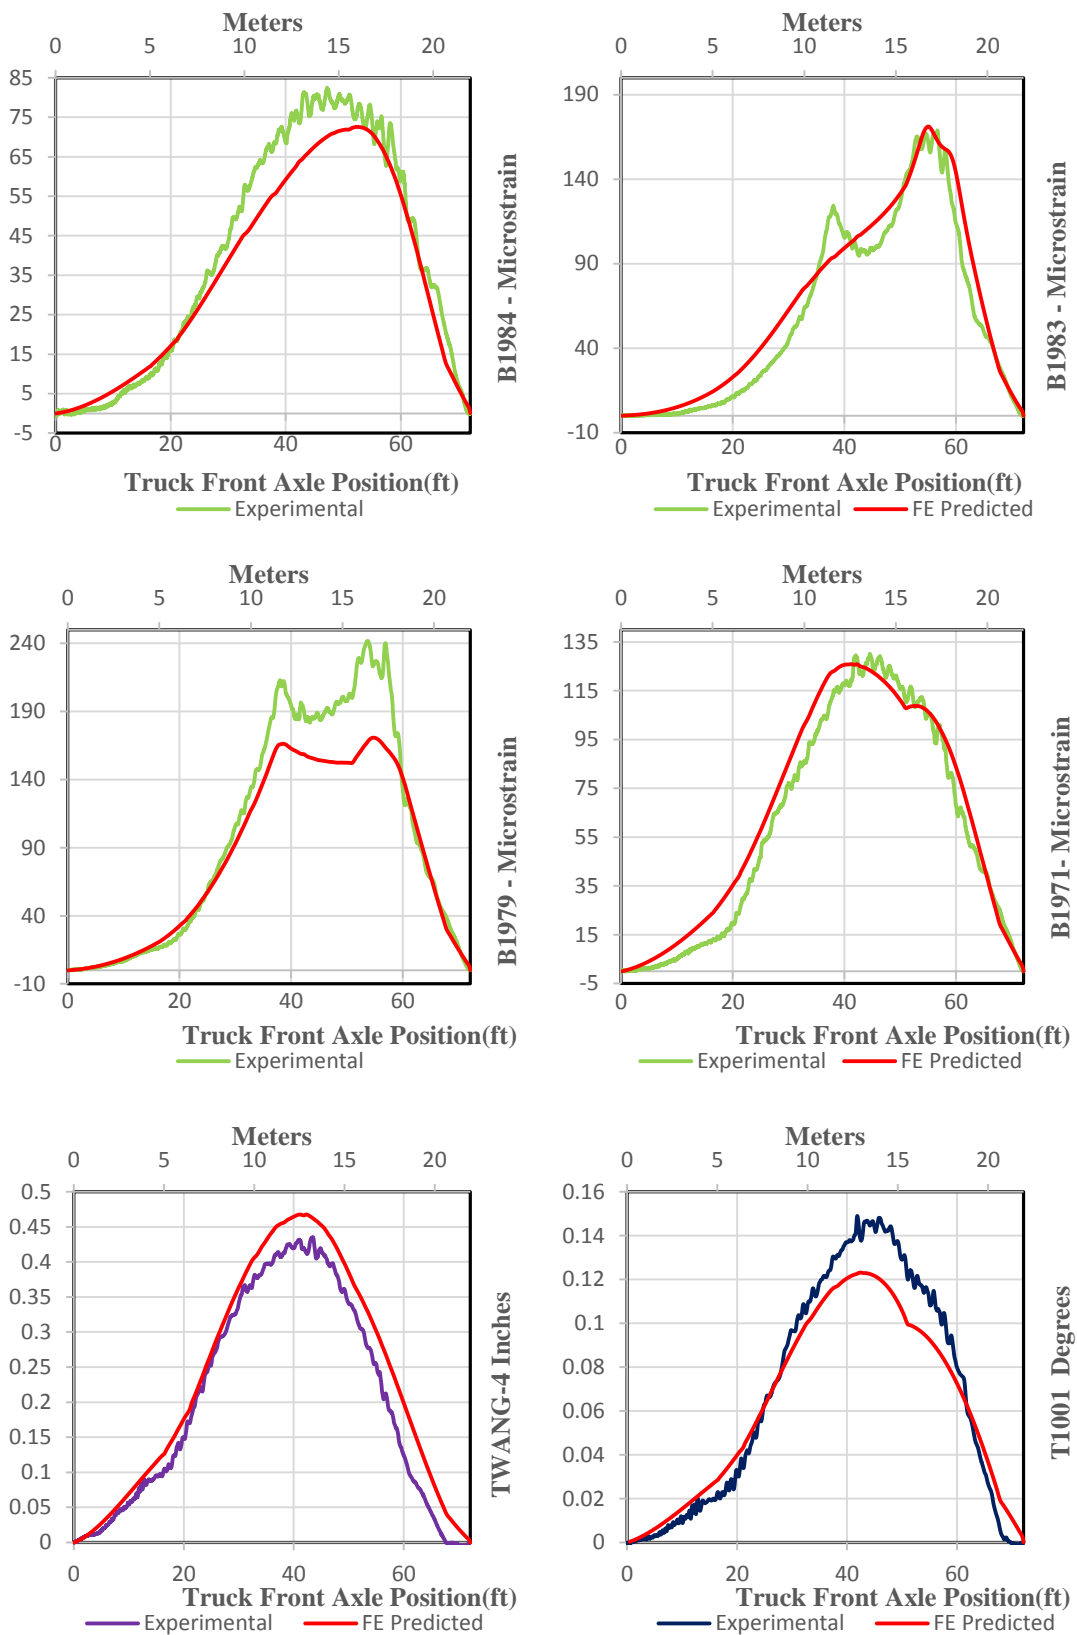 Meters
0 5 10 15 20
85
75
65
55
45
35
25
15
5
-5
0 20 40 60
B1984 - Microstrain
Truck Front Axle Position(ft)
Experimental
Meters
0 5 10 15 20
190
140
90
40
-10
0 20 40 60
B1983 - Microstrain
Truck Front Axle Position(ft)
Experimental FE Predicted
Meters
0 5 10 15 20
240
190
140
90
40
-10
0 20 40 60
B1979 - Microstrain
Truck Front Axle Position(ft)
Experimental
Meters
0 5 10 15 20
135
115
95
75
55
35
15
-5
0 20 40 60
B1971- Microstrain
Truck Front Axle Position(ft)
Experimental FE Predicted
Meters
0 5 10 15 20
0.5
0.45
0.4
0.35
0.3
0.25
0.2
0.15
0.1
0.05
0
0 20 40 60
TWANG-4 Inches
Truck Front Axle Position(ft)
Experimental FE Predicted
Meters
0 5 10 15 20
0.16
0.14
0.12
0.1
0.08
0.06
0.04
0.02
0
0 20 40 60
T1001 Degrees
Truck Front Axle Position(ft)
Experimental FE Predicted